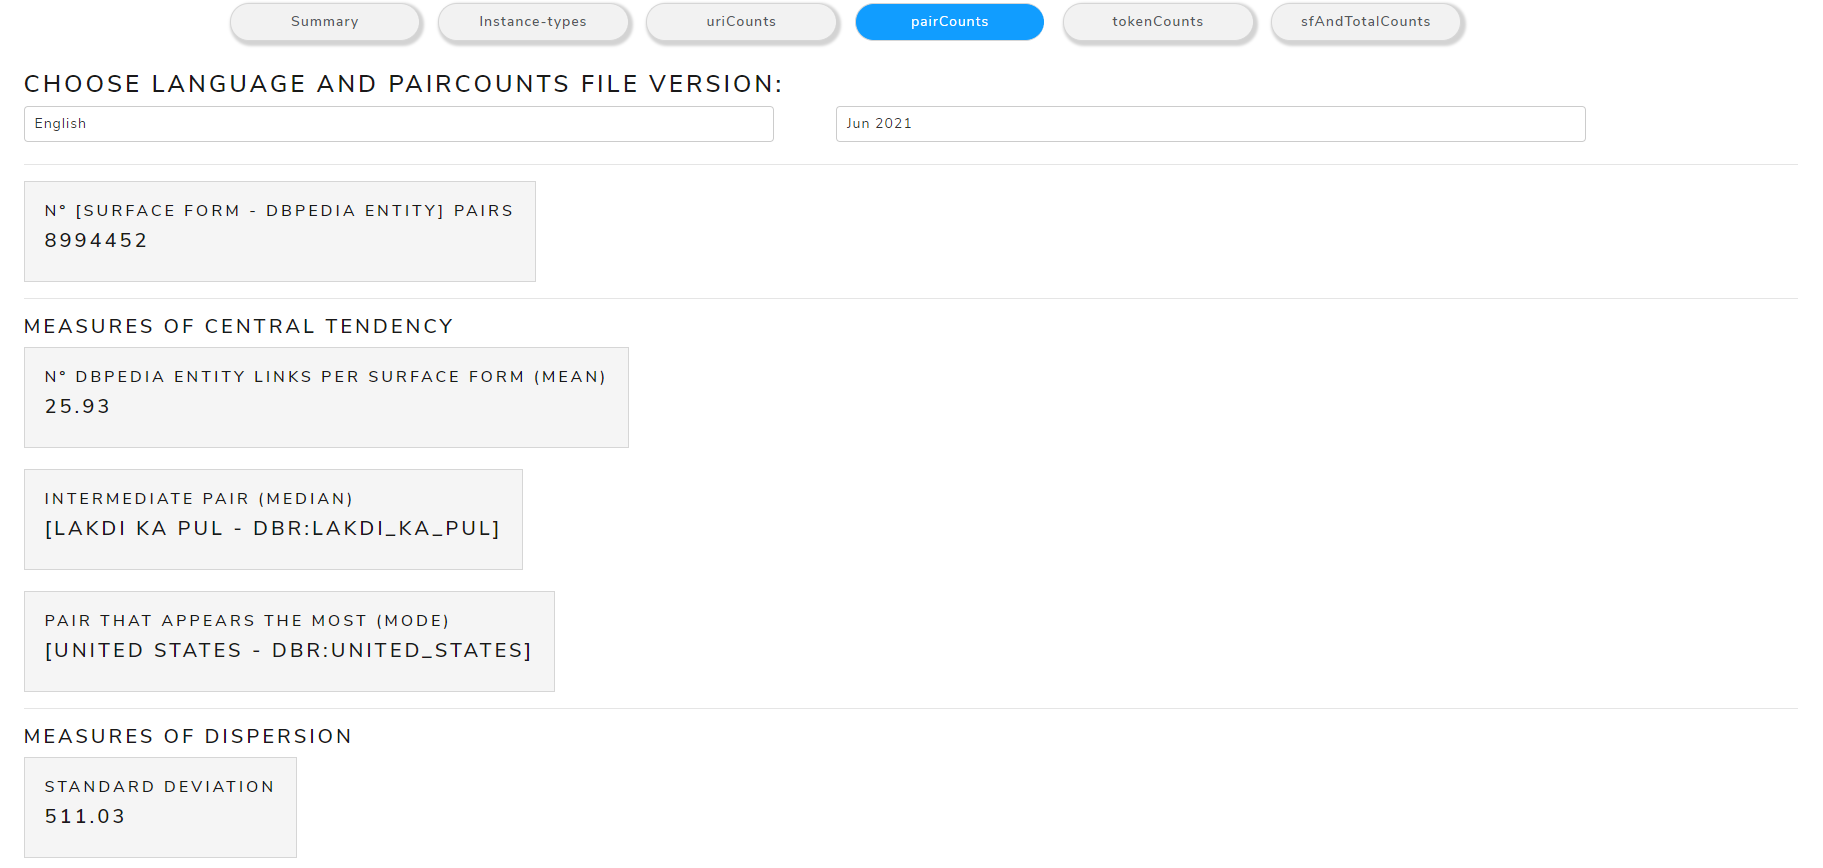 Summary Instance-types uriCounts pairCounts tokenCounts sfAndTotalCounts
CHOOSE LANGUAGE AND PAIRCOUNTS FILE VERSION:
English Jun 2021
N° [SURFACE FORM - DBPEDIA ENTITY] PAIRS
8994452
MEASURES OF CENTRAL TENDENCY
N° DBPEDIA ENTITY LINKS PER SURFACE FORM (MEAN)
25.93
INTERMEDIATE PAIR (MEDIAN)
[LAKDI KA PUL - DBR:LAKDI_KA_PUL]
PAIR THAT APPEARS THE MOST (MODE)
[UNITED STATES - DBR:UNITED_STATES]
MEASURES OF DISPERSION
STANDARD DEVIATION
511.03